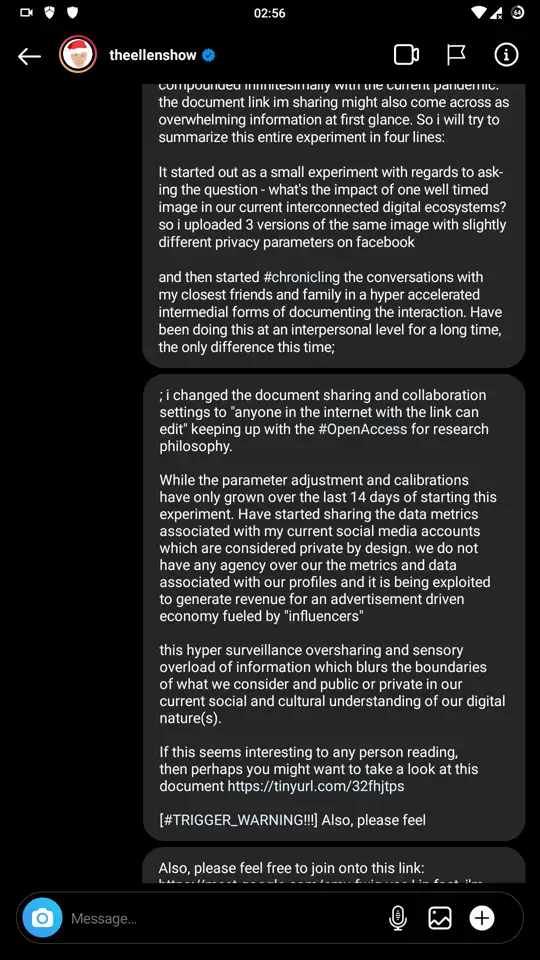 02:56
64
theellenshow
compounded infinitesimally with the current pandemic.
the document link im sharing might also come across as
overwhelming information at first glance. So i will try to
summarize this entire experiment in four lines:
It started out as a small experiment with regards to ask-
ing the question - what's the impact of one well timed
image in our current interconnected digital ecosystems?
so i uploaded 3 versions of the same image with slightly
different privacy parameters on facebook
and then started #chronicling the conversations with
my closest friends and family in a hyper accelerated
intermedial forms of documenting the interaction. Have
been doing this at an interpersonal level for a long time,
the only difference this time;
; i changed the document sharing and collaboration
settings to "anyone in the internet with the link can
edit" keeping up with the #OpenAccess for research
philosophy.
While the parameter adjustment and calibrations
have only grown over the last 14 days of starting this
experiment. Have started sharing the data metrics
associated with my current social media accounts
which are considered private by design. we do not
have any agency over our the metrics and data
associated with our profiles and it is being exploited
to generate revenue for an advertisement driven
economy fueled by "influencers"
this hyper surveillance oversharing and sensory
overload of information which blurs the boundaries
of what we consider and public or private in our
current social and cultural understanding of our digital
nature(s).
If this seems interesting to any person reading,
then perhaps you might want to take a look at this
document https://tinyurl.com/32fhjtps
[#TRIGGER_WARNING!!!] Also, please feel
Also, please feel free to join onto this link:
Message...